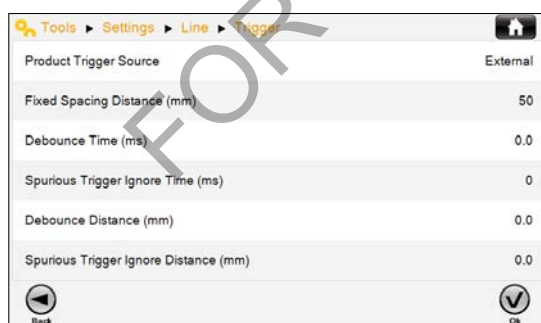 Tools ▶ Settings ▶ Line ▶ Trigger
Product Trigger Source External
Fixed Spacing Distance (mm) 50
Debounce Time (ms) 0.0
Spurious Trigger Ignore Time (ms) 0
Debounce Distance (mm) 0.0
Spurious Trigger Ignore Distance (mm) 0.0
Back Ok
FOR